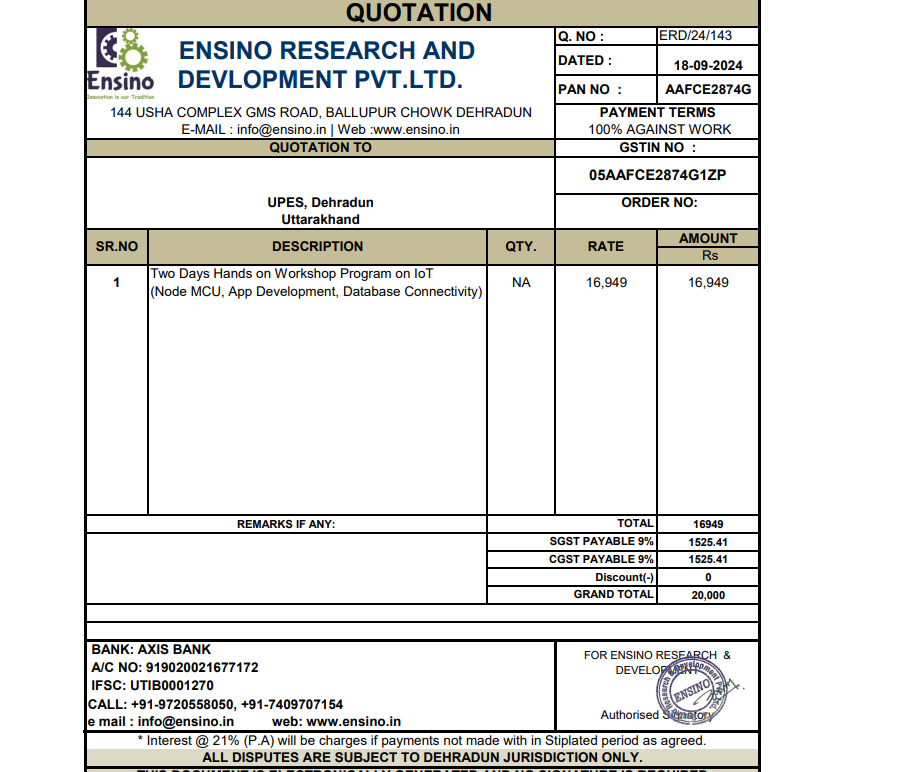 QUOTATION
Ensino
Innovation is our Tradition
ENSINO RESEARCH AND
DEVLOPMENT PVT.LTD.
144 USHA COMPLEX GMS ROAD, BALLUPUR CHOWK DEHRADUN
E-MAIL : info@ensino.in | Web :www.ensino.in
Q. NO : ERD/24/143
DATED : 18-09-2024
PAN NO : AAFCE2874G
PAYMENT TERMS
100% AGAINST WORK
QUOTATION TO
GSTIN NO :
05AAFCE2874G1ZP
UPES, Dehradun
Uttarakhand
ORDER NO:
SR.NO DESCRIPTION QTY. RATE AMOUNT
Rs
1 Two Days Hands on Workshop Program on IoT
(Node MCU, App Development, Database Connectivity) NA 16,949 16,949
REMARKS IF ANY:
TOTAL 16949
SGST PAYABLE 9% 1525.41
CGST PAYABLE 9% 1525.41
Discount(-) 0
GRAND TOTAL 20,000
BANK: AXIS BANK
A/C NO: 919020021677172
IFSC: UTIB0001270
CALL: +91-9720558050, +91-7409707154
e mail : info@ensino.in web: www.ensino.in
FOR ENSINO RESEARCH &
DEVELOPMENT
Research & Development
ENSINO
Authorised Signatory
* Interest @ 21% (P.A) will be charges if payments not made with in Stiplated period as agreed.
ALL DISPUTES ARE SUBJECT TO DEHRADUN JURISDICTION ONLY.
THIS DOCUMENT IS ELECTRONICALLY GENERATED AND NO SIGNATURE IS REQUIRED